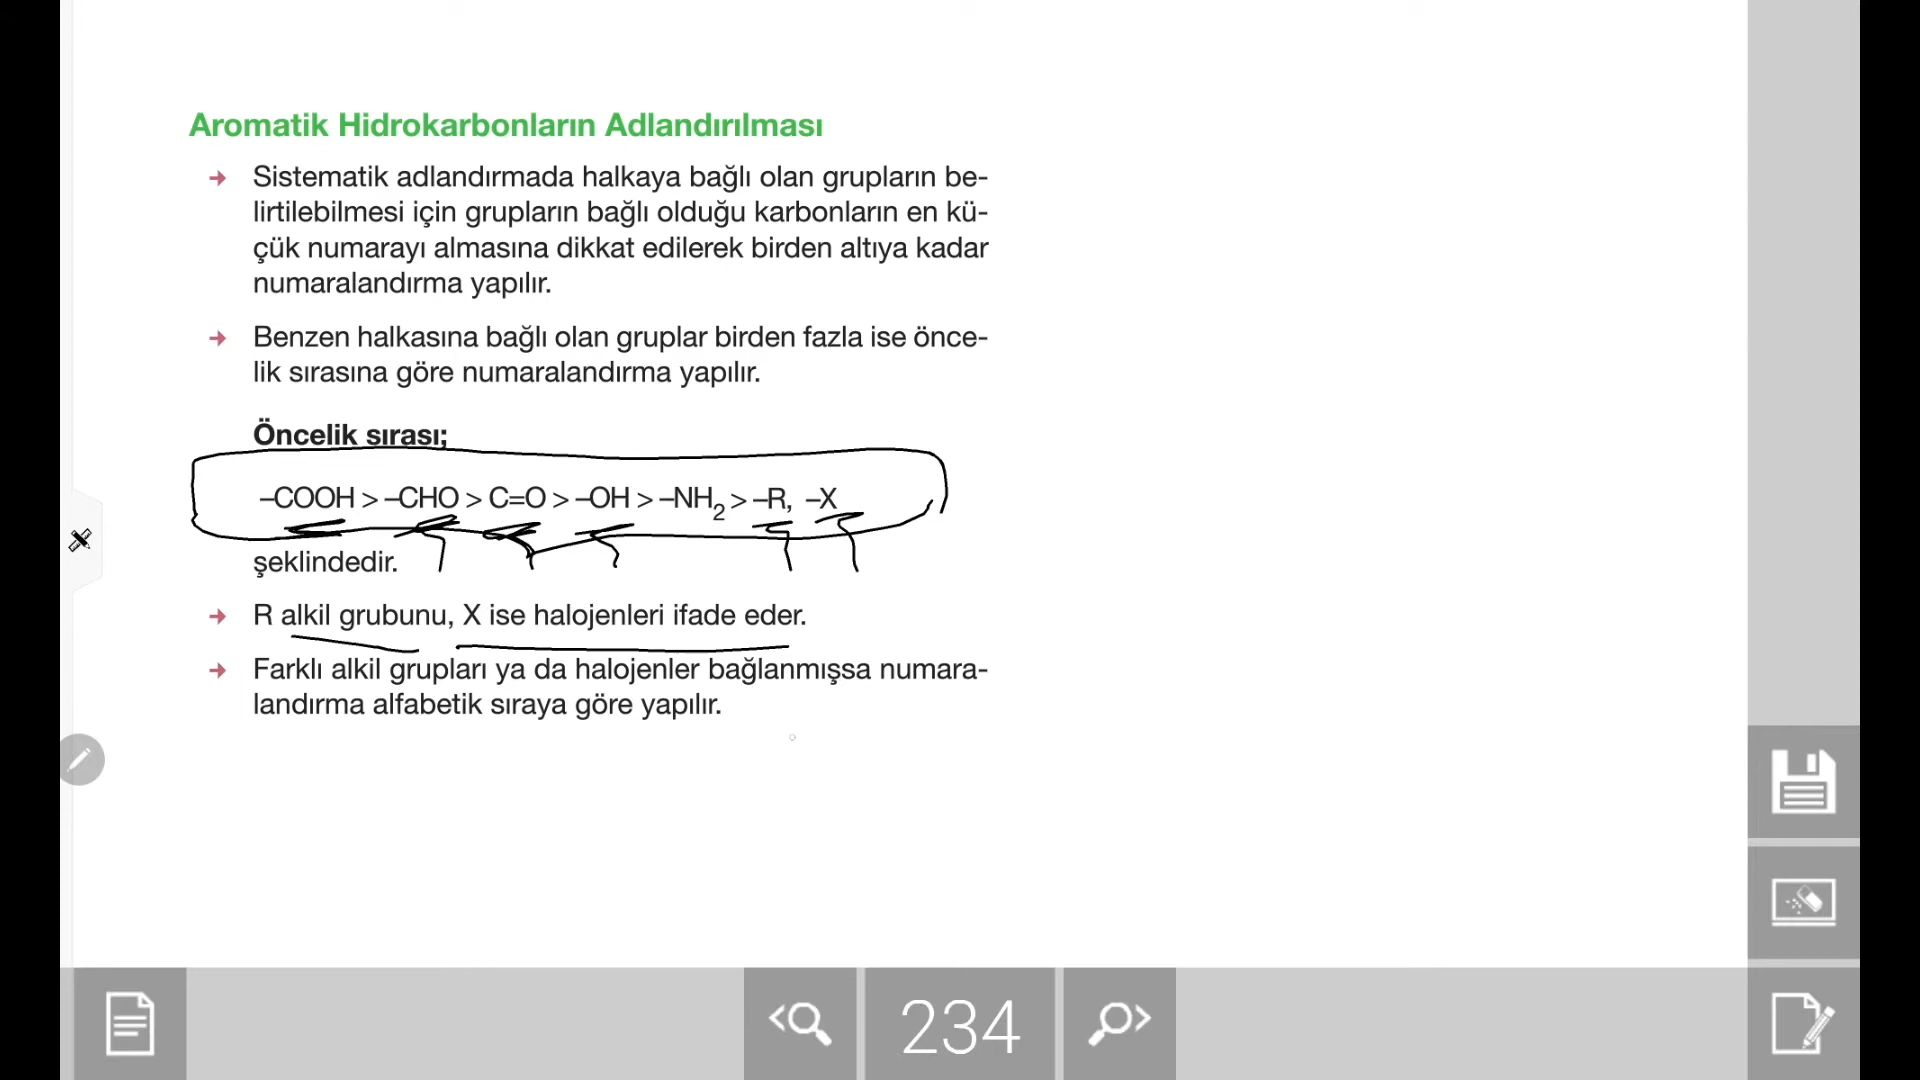 Aromatik Hidrokarbonların Adlandırılması
→ Sistematik adlandırmada halkaya bağlı olan grupların be-
lirtilebilmesi için grupların bağlı olduğu karbonların en kü-
çük numarayı almasına dikkat edilerek birden altıya kadar
numaralandırma yapılır.
→ Benzen halkasına bağlı olan gruplar birden fazla ise önce-
lik sırasına göre numaralandırma yapılır.
Öncelik sırası;
–COOH > –CHO > C=O > –OH > –NH₂ > –R, –X
şeklindedir.
→ R alkil grubunu, X ise halojenleri ifade eder.
→ Farklı alkil grupları ya da halojenler bağlanmışsa numara-
landırma alfabetik sıraya göre yapılır.
234